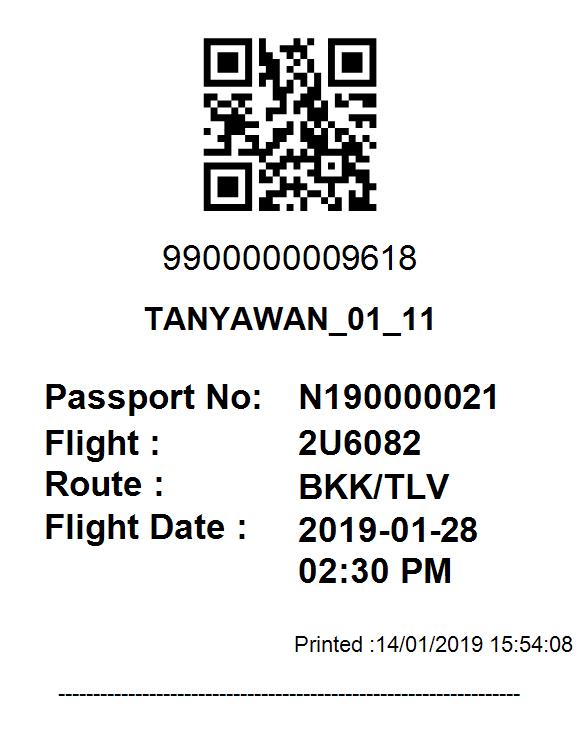 9900000009618
TANYAWAN_01_11
Passport No: N190000021
Flight : 2U6082
Route : BKK/TLV
Flight Date : 2019-01-28
02:30 PM
Printed :14/01/2019 15:54:08